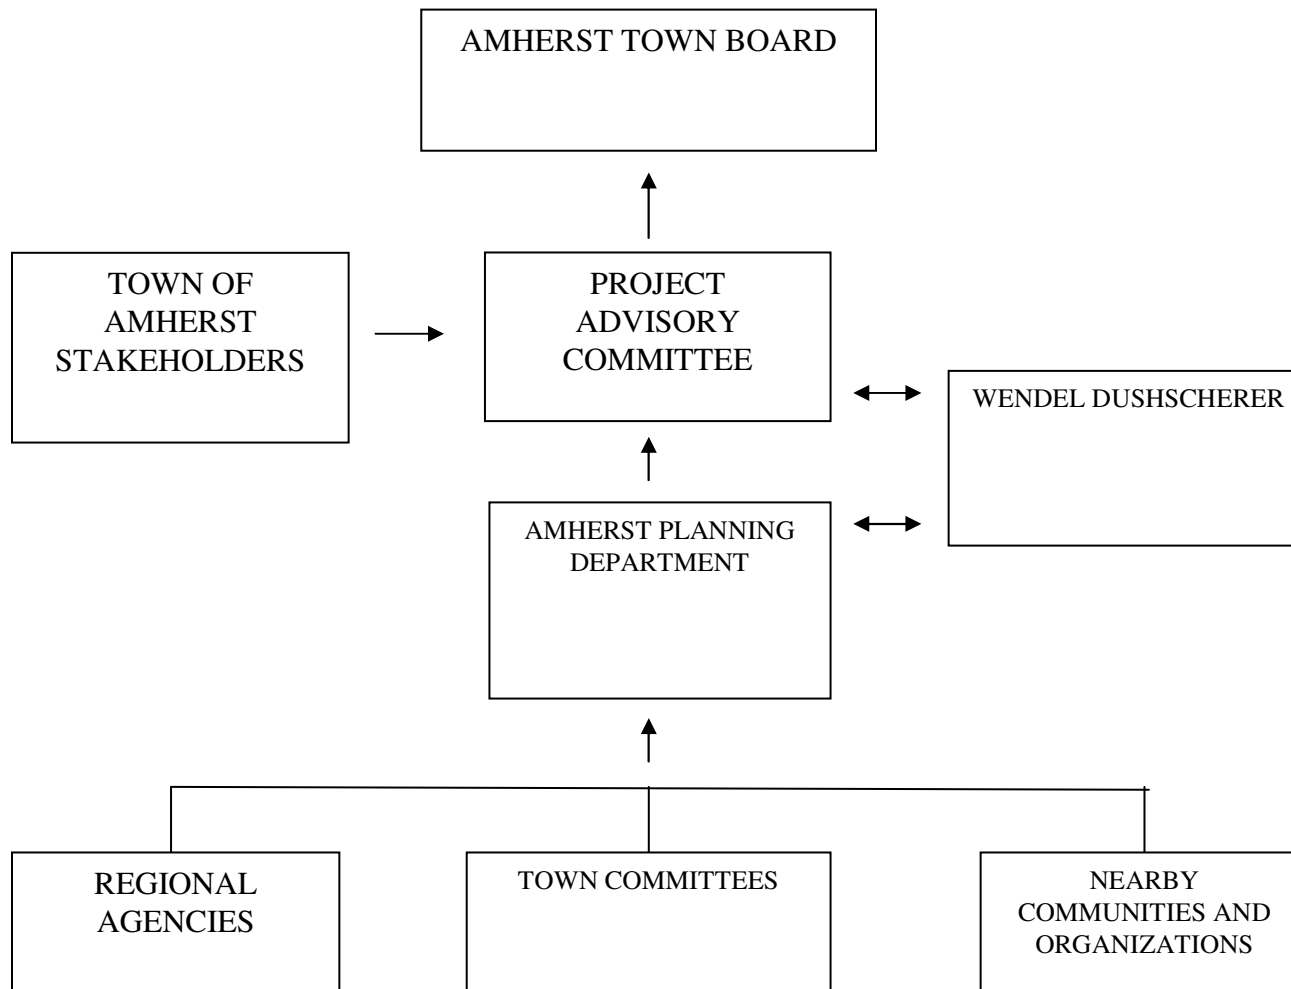 AMHERST TOWN BOARD
TOWN OF
AMHERST
STAKEHOLDERS
PROJECT
ADVISORY
COMMITTEE
WENDEL DUSHSCHERER
AMHERST PLANNING
DEPARTMENT
REGIONAL
AGENCIES
TOWN COMMITTEES
NEARBY
COMMUNITIES AND
ORGANIZATIONS